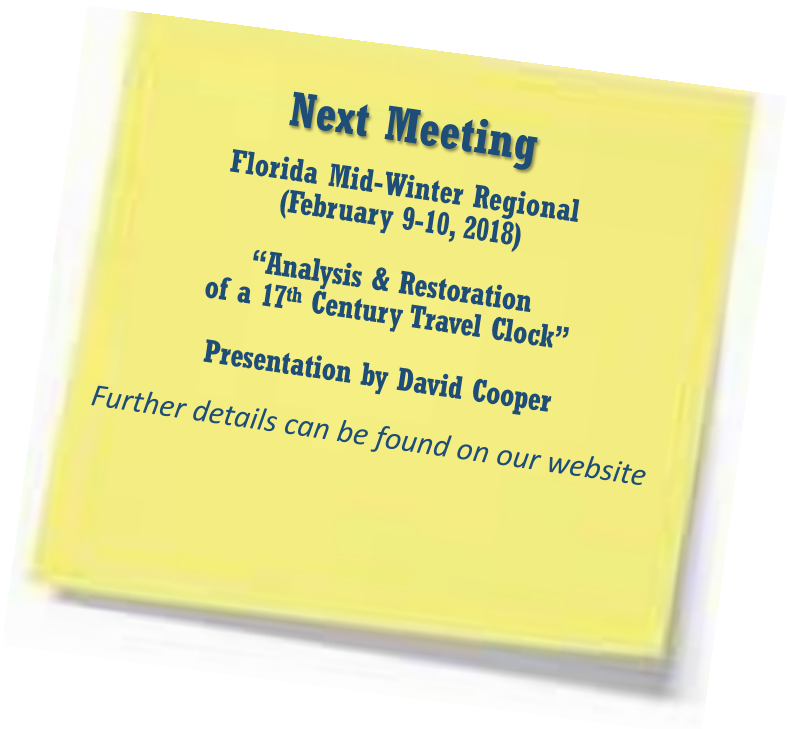 Next Meeting
Florida Mid-Winter Regional
(February 9-10, 2018)
“Analysis & Restoration
of a 17th Century Travel Clock”
Presentation by David Cooper
Further details can be found on our website